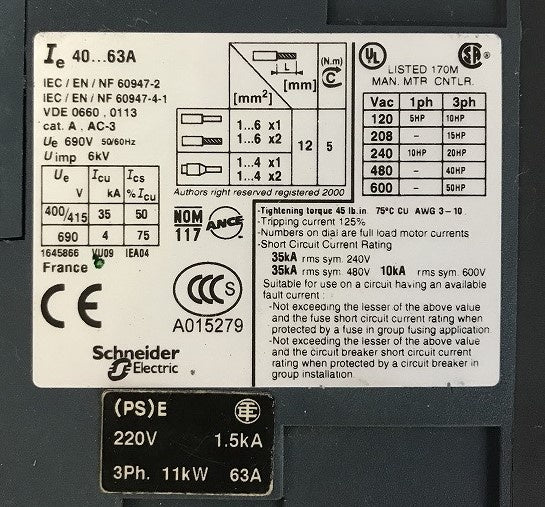 Ie 40...63A
IEC / EN / NF 60947-2
IEC / EN / NF 60947-4-1
VDE 0660 . 0113
cat. A . AC-3
Ue 690V 50/60Hz
U imp 6kV
Ue V Icu kA Ics % Icu
400/415 35 50
690 4 75
1645866 VU09 IEA04
France
CE
Schneider
Electric
[mm²] L [mm] (N.m) C
1...6 x1
1...6 x2
1...4 x1
1...4 x2
12 5
Authors right reserved registered 2000
NOM
117
ANCE
CCC S
A015279
UL ® SA ®
LISTED 170M
MAN. MTR CNTLR.
Vac 1ph 3ph
120 5HP 10HP
208 - 15HP
240 10HP 20HP
480 - 40HP
600 - 50HP
-Tightening torque 45 lb.in. 75°C CU AWG 3-10.
-Tripping current 125%
-Numbers on dial are full load motor currents
-Short Circuit Current Rating
35kA rms sym. 240V
35kA rms sym. 480V 10kA rms sym. 600V
Suitable for use on a circuit having an available
fault current :
-Not exceeding the lesser of the above value
and the fuse short circuit current rating when
protected by a fuse in group fusing application
-Not exceeding the lesser of the above value
and the circuit breaker short circuit current
rating when protected by a circuit breaker in
group installation.
(PS)E
220V 1.5kA
3Ph. 11kW 63A